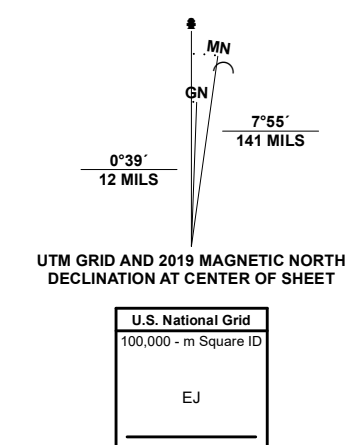 MN
GN
7°55´
141 MILS
0°39´
12 MILS
UTM GRID AND 2019 MAGNETIC NORTH
DECLINATION AT CENTER OF SHEET
U.S. National Grid
100,000 - m Square ID
EJ